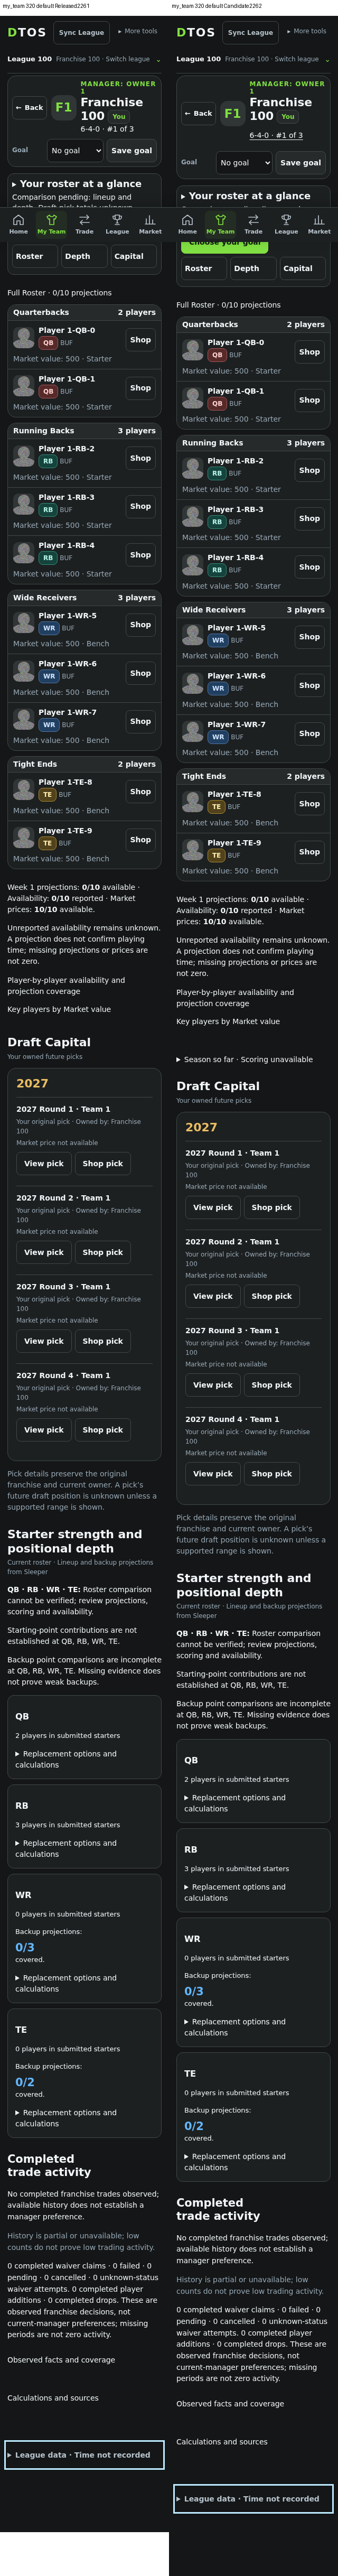 my_team 320 default Released2261
DTOS
Sync League
▸ More tools
League 100 Franchise 100 · Switch league
← Back
F1
MANAGER: OWNER 1
Franchise 100 You
6-4-0 · #1 of 3
Goal
No goal
Save goal
▸ Your roster at a glance
Comparison pending: lineup and
Home
My Team
Trade
League
Market
Roster
Depth
Capital
Full Roster · 0/10 projections
Quarterbacks 2 players
Player 1-QB-0
QB BUF
Shop
Market value: 500 · Starter
Player 1-QB-1
QB BUF
Shop
Market value: 500 · Starter
Running Backs 3 players
Player 1-RB-2
RB BUF
Shop
Market value: 500 · Starter
Player 1-RB-3
RB BUF
Shop
Market value: 500 · Starter
Player 1-RB-4
RB BUF
Shop
Market value: 500 · Starter
Wide Receivers 3 players
Player 1-WR-5
WR BUF
Shop
Market value: 500 · Bench
Player 1-WR-6
WR BUF
Shop
Market value: 500 · Bench
Player 1-WR-7
WR BUF
Shop
Market value: 500 · Bench
Tight Ends 2 players
Player 1-TE-8
TE BUF
Shop
Market value: 500 · Bench
Player 1-TE-9
TE BUF
Shop
Market value: 500 · Bench
Week 1 projections: 0/10 available ·
Availability: 0/10 reported · Market
prices: 10/10 available.
Unreported availability remains unknown.
A projection does not confirm playing
time; missing projections or prices are
not zero.
Player-by-player availability and
projection coverage
Key players by Market value
Draft Capital
Your owned future picks
2027
2027 Round 1 · Team 1
Your original pick · Owned by: Franchise
100
Market price not available
View pick
Shop pick
2027 Round 2 · Team 1
Your original pick · Owned by: Franchise
100
Market price not available
View pick
Shop pick
2027 Round 3 · Team 1
Your original pick · Owned by: Franchise
100
Market price not available
View pick
Shop pick
2027 Round 4 · Team 1
Your original pick · Owned by: Franchise
100
Market price not available
View pick
Shop pick
Pick details preserve the original
franchise and current owner. A pick's
future draft position is unknown unless a
supported range is shown.
Starter strength and
positional depth
Current roster · Lineup and backup projections
from Sleeper
QB · RB · WR · TE: Roster comparison
cannot be verified; review projections,
scoring and availability.
Starting-point contributions are not
established at QB, RB, WR, TE.
Backup point comparisons are incomplete
at QB, RB, WR, TE. Missing evidence does
not prove weak backups.
QB
2 players in submitted starters
▸ Replacement options and
calculations
RB
3 players in submitted starters
▸ Replacement options and
calculations
WR
0 players in submitted starters
Backup projections:
0/3
covered.
▸ Replacement options and
calculations
TE
0 players in submitted starters
Backup projections:
0/2
covered.
▸ Replacement options and
calculations
Completed
trade activity
No completed franchise trades observed;
available history does not establish a
manager preference.
History is partial or unavailable; low
counts do not prove low trading activity.
0 completed waiver claims · 0 failed · 0
pending · 0 cancelled · 0 unknown-status
waiver attempts. 0 completed player
additions · 0 completed drops. These are
observed franchise decisions, not
current-manager preferences; missing
periods are not zero activity.
Observed facts and coverage
Calculations and sources
▸ League data · Time not recorded
my_team 320 default Candidate2262
DTOS
Sync League
▸ More tools
League 100 Franchise 100 · Switch league
← Back
F1
MANAGER: OWNER 1
Franchise 100 You
6-4-0 · #1 of 3
Goal
No goal
Save goal
▸ Your roster at a glance
Home
My Team
Trade
League
Market
Choose your goal
Roster
Depth
Capital
Full Roster · 0/10 projections
Quarterbacks 2 players
Player 1-QB-0
QB BUF
Shop
Market value: 500 · Starter
Player 1-QB-1
QB BUF
Shop
Market value: 500 · Starter
Running Backs 3 players
Player 1-RB-2
RB BUF
Shop
Market value: 500 · Starter
Player 1-RB-3
RB BUF
Shop
Market value: 500 · Starter
Player 1-RB-4
RB BUF
Shop
Market value: 500 · Starter
Wide Receivers 3 players
Player 1-WR-5
WR BUF
Shop
Market value: 500 · Bench
Player 1-WR-6
WR BUF
Shop
Market value: 500 · Bench
Player 1-WR-7
WR BUF
Shop
Market value: 500 · Bench
Tight Ends 2 players
Player 1-TE-8
TE BUF
Shop
Market value: 500 · Bench
Player 1-TE-9
TE BUF
Shop
Market value: 500 · Bench
Week 1 projections: 0/10 available ·
Availability: 0/10 reported · Market
prices: 10/10 available.
Unreported availability remains unknown.
A projection does not confirm playing
time; missing projections or prices are
not zero.
Player-by-player availability and
projection coverage
Key players by Market value
▸ Season so far · Scoring unavailable
Draft Capital
Your owned future picks
2027
2027 Round 1 · Team 1
Your original pick · Owned by: Franchise
100
Market price not available
View pick
Shop pick
2027 Round 2 · Team 1
Your original pick · Owned by: Franchise
100
Market price not available
View pick
Shop pick
2027 Round 3 · Team 1
Your original pick · Owned by: Franchise
100
Market price not available
View pick
Shop pick
2027 Round 4 · Team 1
Your original pick · Owned by: Franchise
100
Market price not available
View pick
Shop pick
Pick details preserve the original
franchise and current owner. A pick's
future draft position is unknown unless a
supported range is shown.
Starter strength and
positional depth
Current roster · Lineup and backup projections
from Sleeper
QB · RB · WR · TE: Roster comparison
cannot be verified; review projections,
scoring and availability.
Starting-point contributions are not
established at QB, RB, WR, TE.
Backup point comparisons are incomplete
at QB, RB, WR, TE. Missing evidence does
not prove weak backups.
QB
2 players in submitted starters
▸ Replacement options and
calculations
RB
3 players in submitted starters
▸ Replacement options and
calculations
WR
0 players in submitted starters
Backup projections:
0/3
covered.
▸ Replacement options and
calculations
TE
0 players in submitted starters
Backup projections:
0/2
covered.
▸ Replacement options and
calculations
Completed
trade activity
No completed franchise trades observed;
available history does not establish a
manager preference.
History is partial or unavailable; low
counts do not prove low trading activity.
0 completed waiver claims · 0 failed · 0
pending · 0 cancelled · 0 unknown-status
waiver attempts. 0 completed player
additions · 0 completed drops. These are
observed franchise decisions, not
current-manager preferences; missing
periods are not zero activity.
Observed facts and coverage
Calculations and sources
▸ League data · Time not recorded